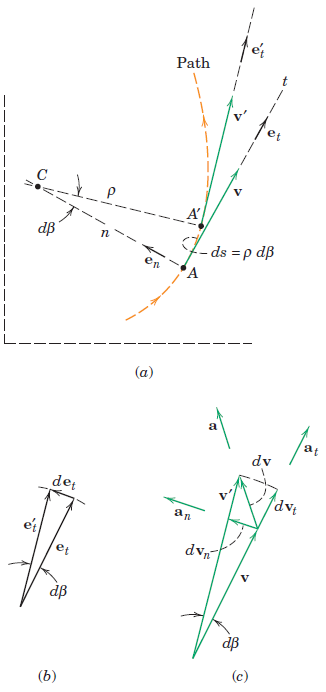 Path
e′t
t
v′
et
C
v
ρ
A′
dβ
n
ds = ρ dβ
en
A
(a)
a
at
det
dv
v′
an
dvt
e′t
et
dvn
v
dβ
dβ
(b)
(c)